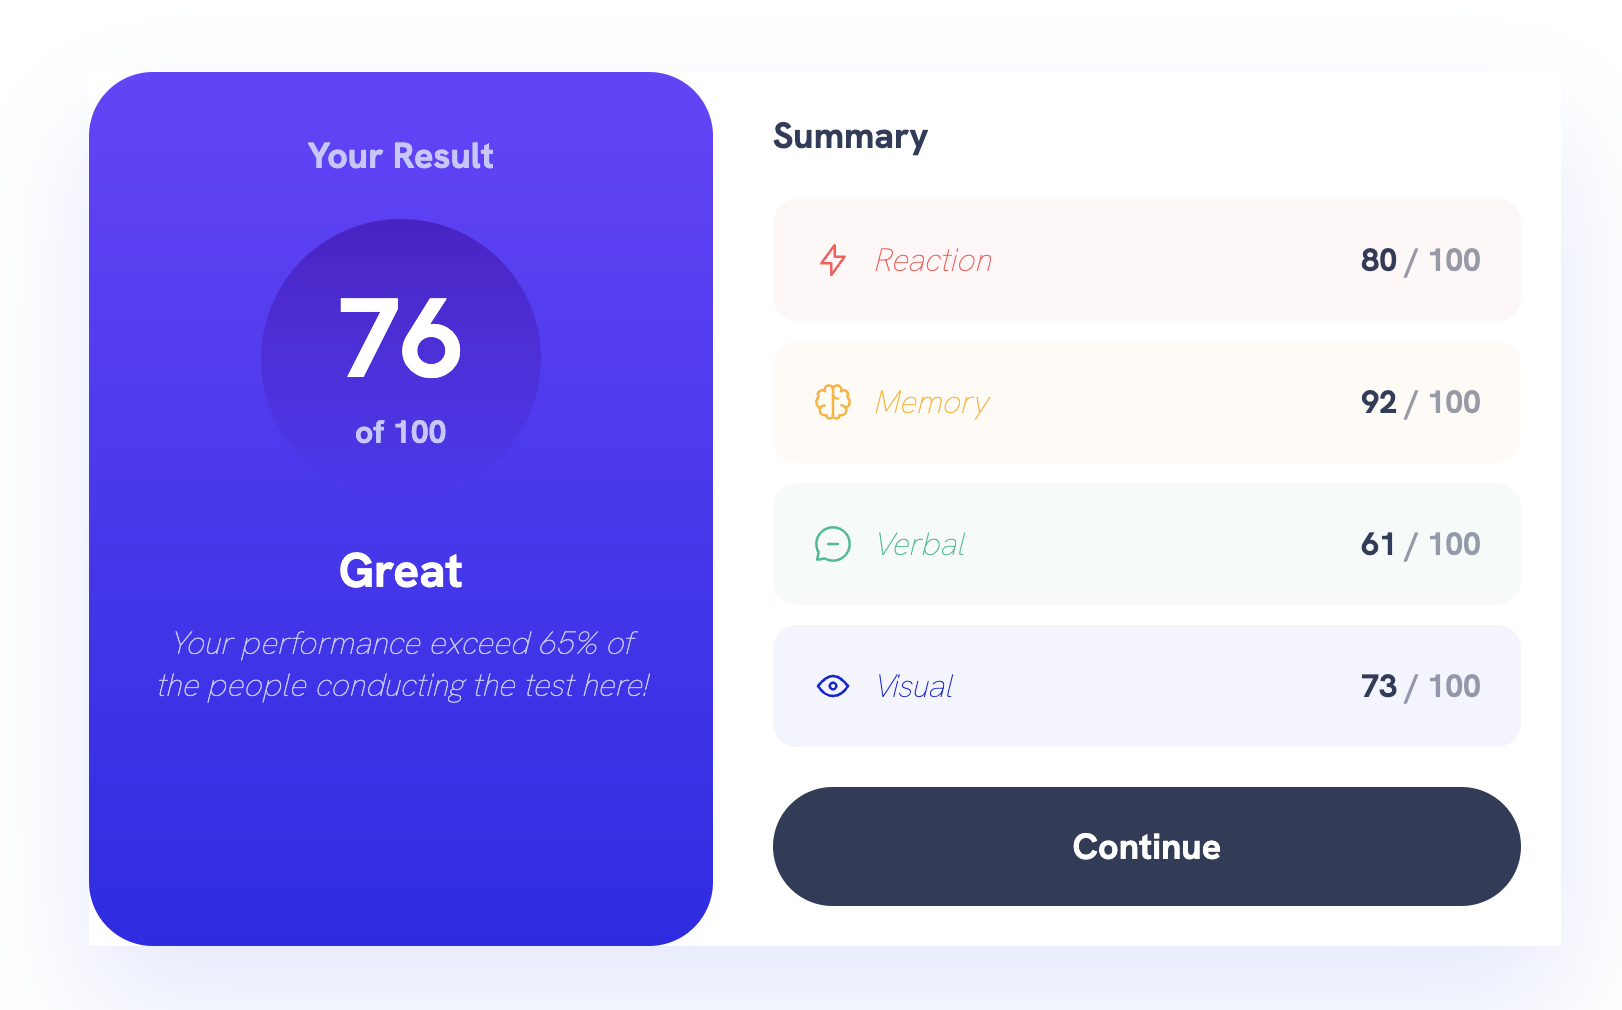 Your Result
76
of 100
Great
Your performance exceed 65% of
the people conducting the test here!
Summary
Reaction 80 / 100
Memory 92 / 100
Verbal 61 / 100
Visual 73 / 100
Continue